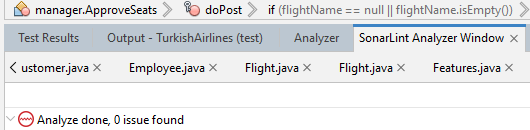 manager.ApproveSeats doPost if (flightName == null || flightName.isEmpty())
Test Results Output - TurkishAirlines (test) Analyzer SonarLint Analyzer Window
ustomer.java Employee.java Flight.java Flight.java Features.java
Analyze done, 0 issue found